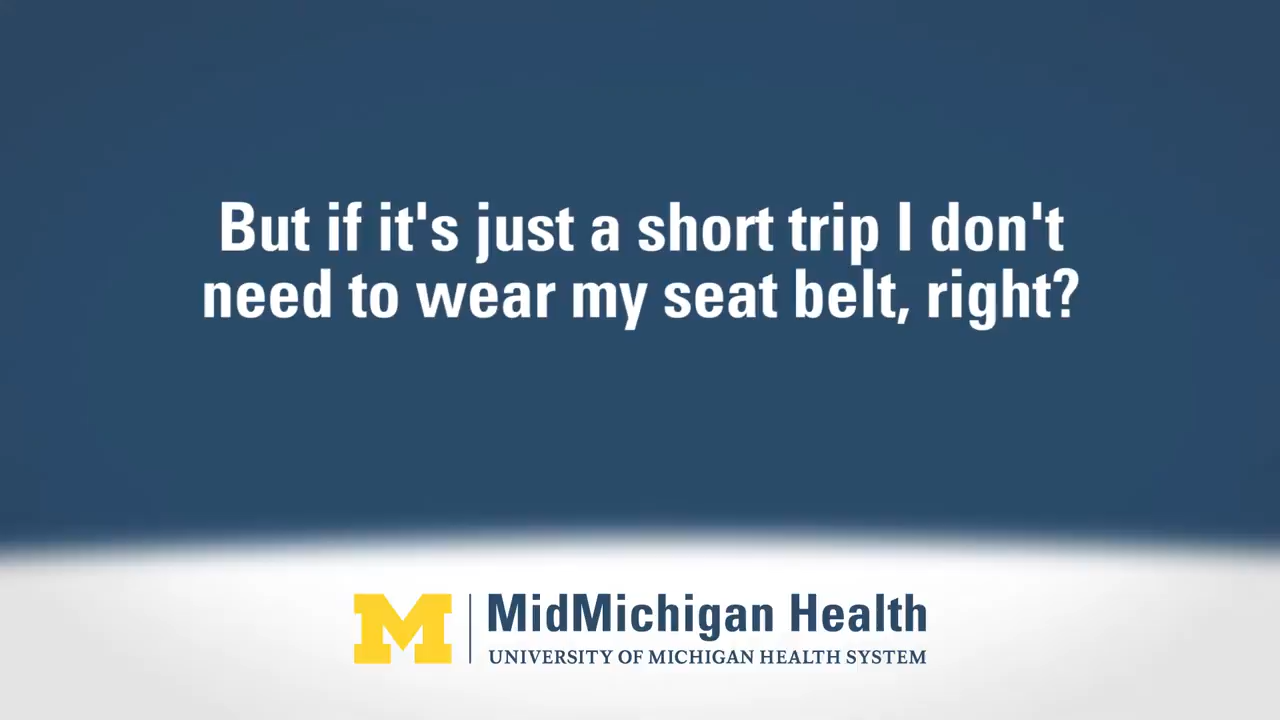 But if it's just a short trip I don't
need to wear my seat belt, right?
M
MidMichigan Health
UNIVERSITY OF MICHIGAN HEALTH SYSTEM